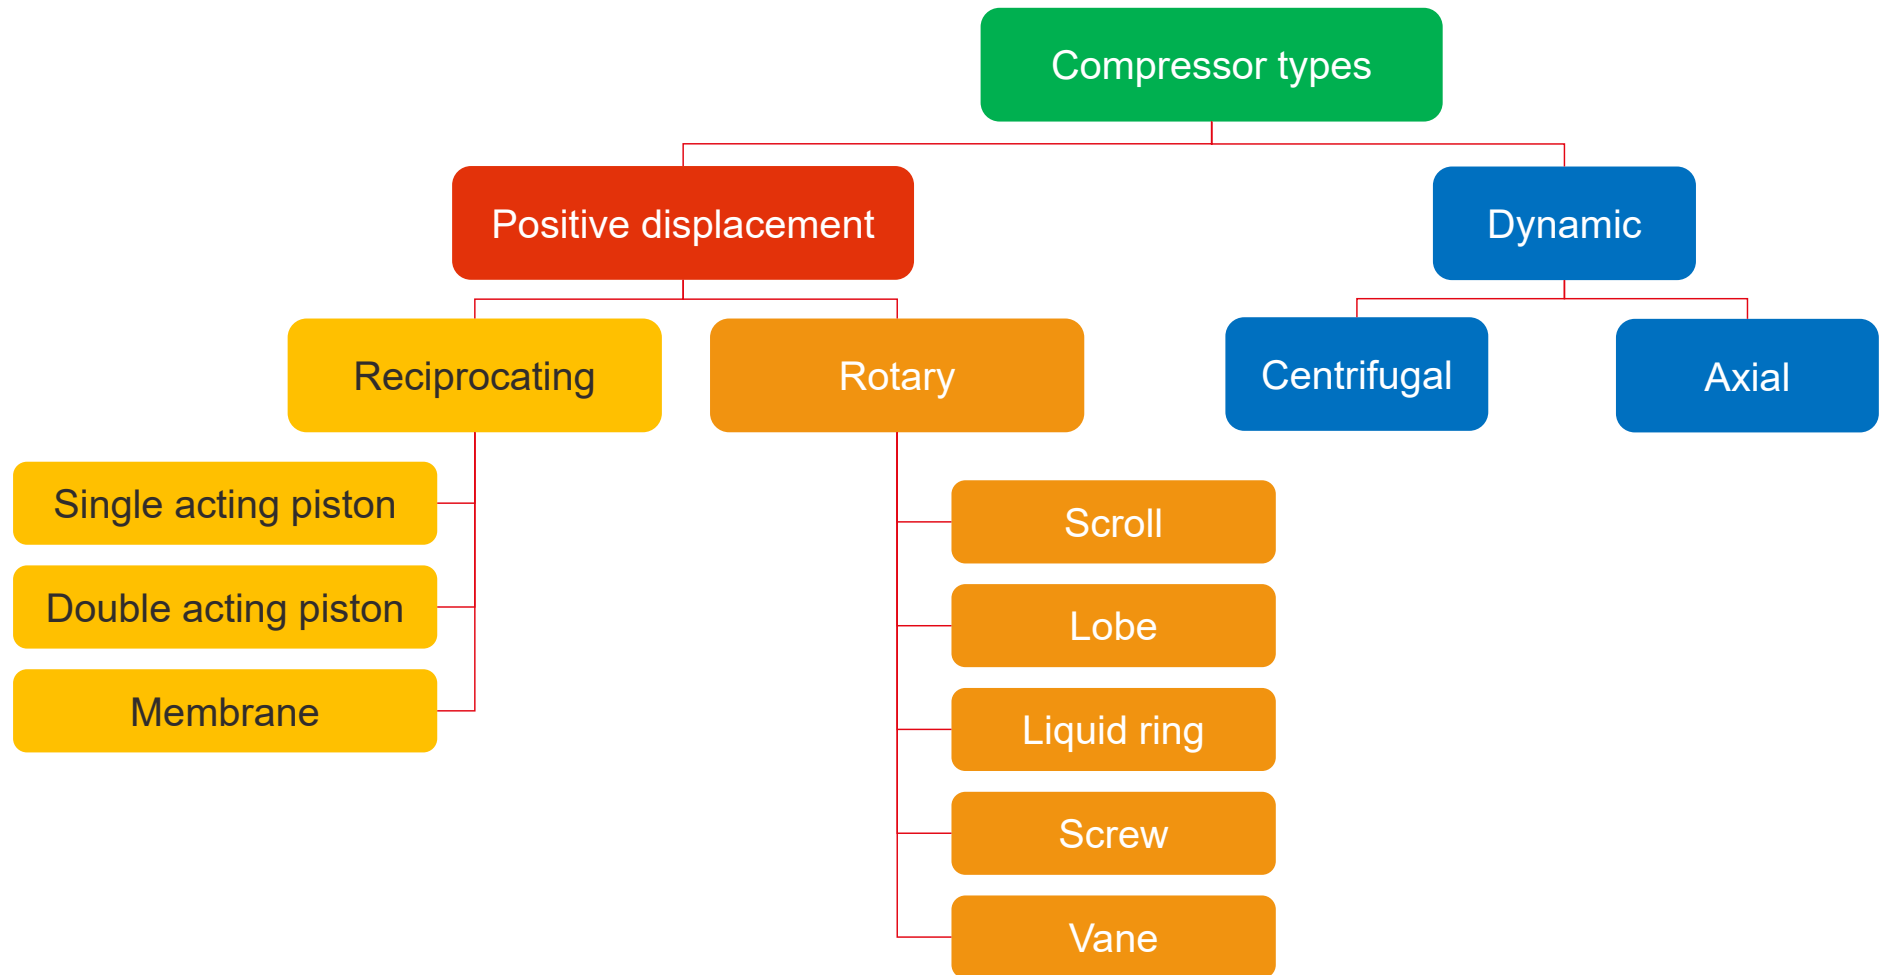 Compressor types
Positive displacement
Dynamic
Reciprocating
Rotary
Centrifugal
Axial
Single acting piston
Double acting piston
Membrane
Scroll
Lobe
Liquid ring
Screw
Vane